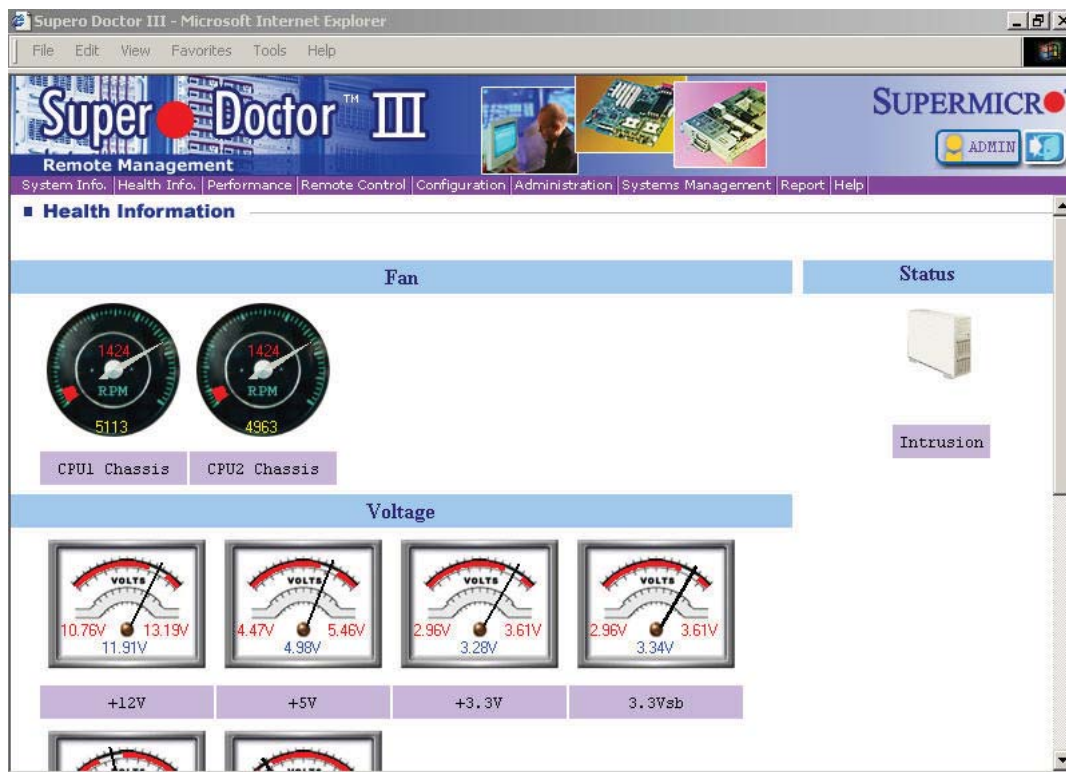 Supero Doctor III - Microsoft Internet Explorer
File Edit View Favorites Tools Help
Super Doctor™ III
Remote Management
SUPERMICR
ADMIN
System Info. Health Info. Performance Remote Control Configuration Administration Systems Management Report Help
Health Information
Fan
Status
1424
RPM
5113
1424
RPM
4963
CPU1 Chassis
CPU2 Chassis
Intrusion
Voltage
VOLTS
10.76V 13.19V
11.91V
VOLTS
4.47V 5.46V
4.98V
VOLTS
2.96V 3.61V
3.28V
VOLTS
2.96V 3.61V
3.34V
+12V
+5V
+3.3V
3.3Vsb